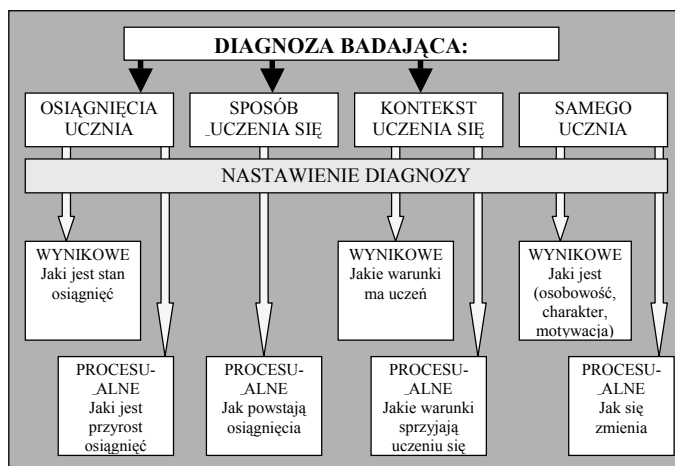 DIAGNOZA BADAJĄCA:
OSIĄGNIĘCIA
UCZNIA
SPOSÓB
UCZENIA SIĘ
KONTEKST
UCZENIA SIĘ
SAMEGO
UCZNIA
NASTAWIENIE DIAGNOZY
WYNIKOWE
Jaki jest stan
osiągnięć
WYNIKOWE
Jakie warunki
ma uczeń
WYNIKOWE
Jaki jest
(osobowość,
charakter,
motywacja)
PROCESU-
ALNE
Jaki jest
przyrost
osiągnięć
PROCESU-
ALNE
Jak powstają
osiągnięcia
PROCESU-
ALNE
Jakie warunki
sprzyjają
uczeniu się
PROCESU-
ALNE
Jak się
zmienia